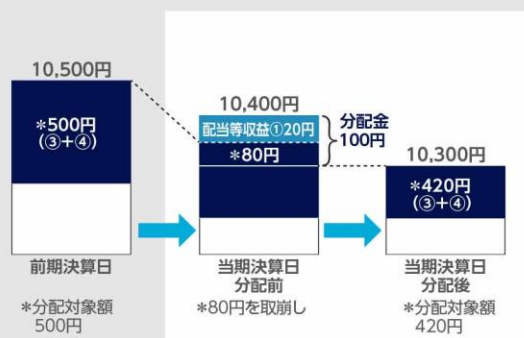 10,500円
*500円
(③+④)
前期決算日
*分配対象額
500円
10,400円
配当等収益①20円
*80円
分配金
100円
当期決算日
分配前
*80円を取崩し
10,300円
*420円
(③+④)
当期決算日
分配後
*分配対象額
420円